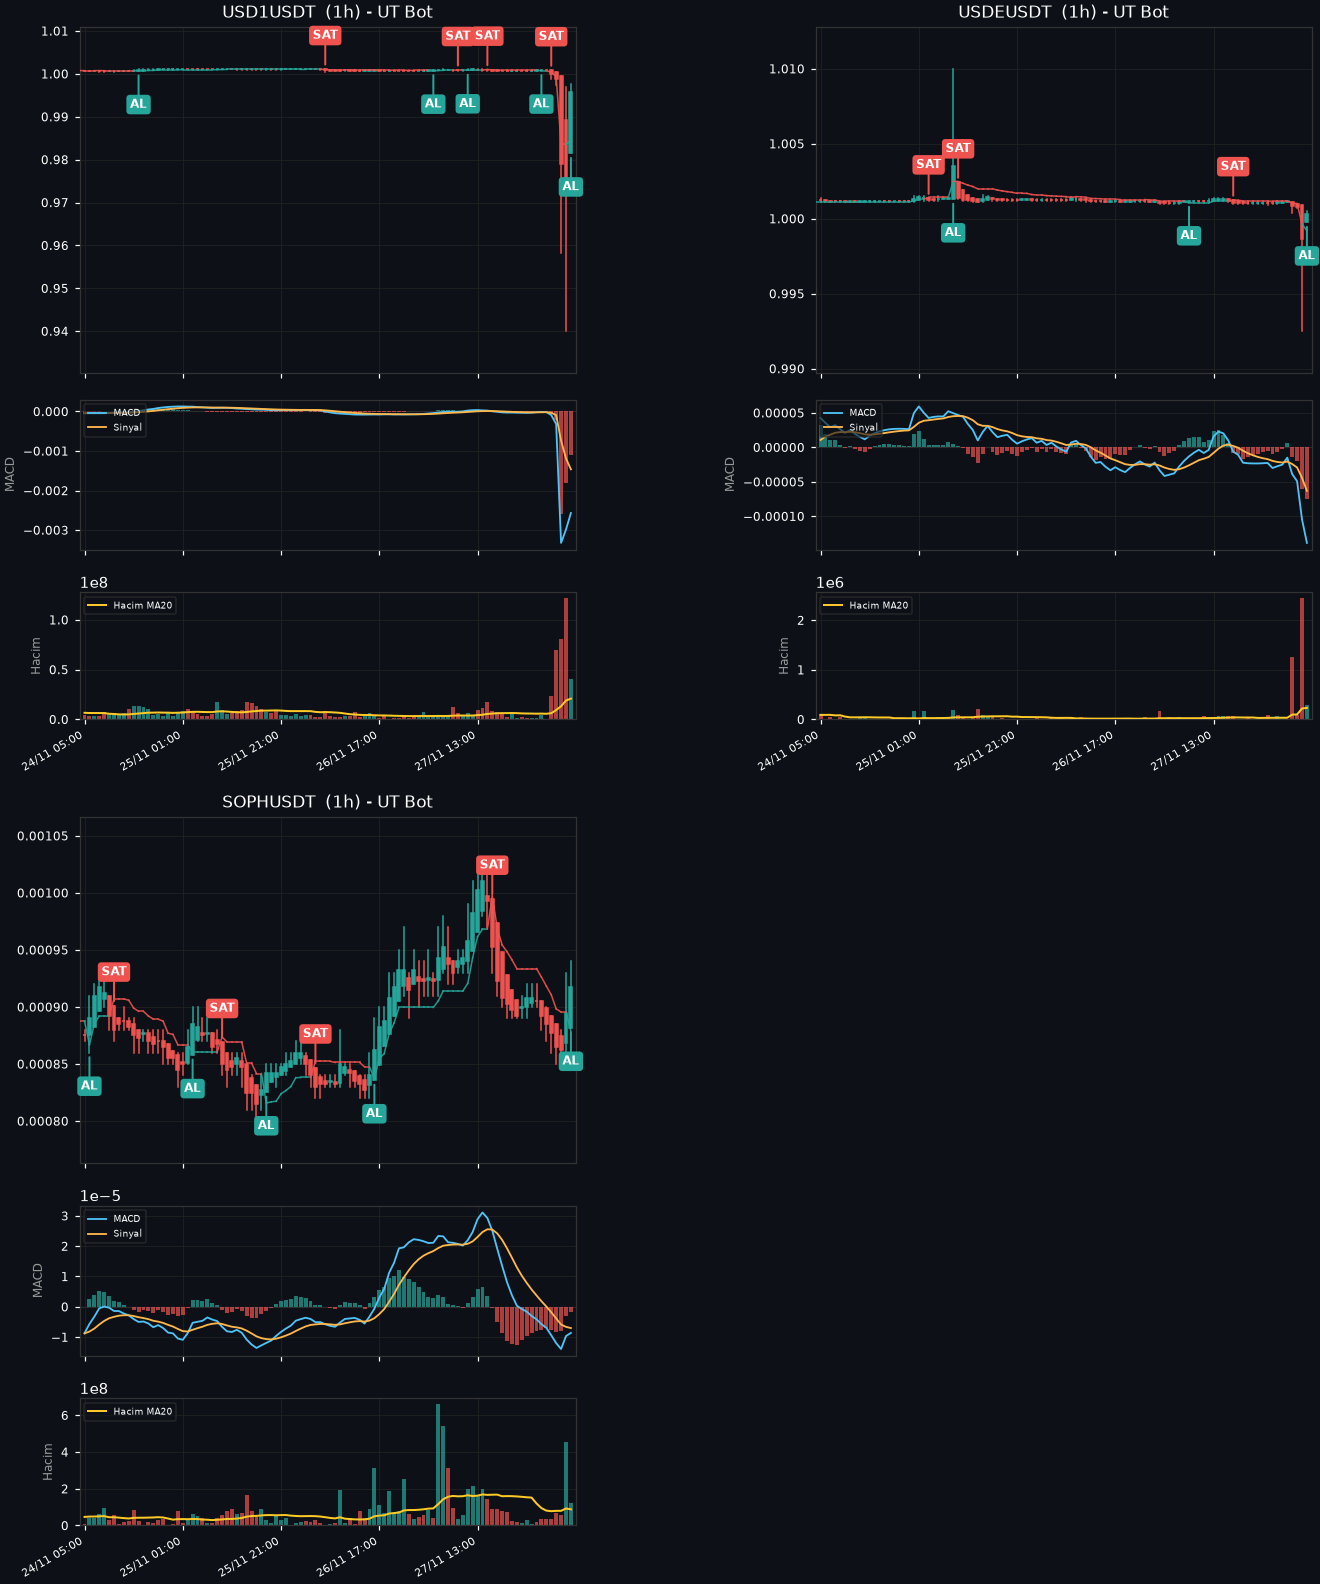 USD1USDT (1h) - UT Bot
1.01
1.00
0.99
0.98
0.97
0.96
0.95
0.94
SAT
SAT
SAT
SAT
AL
AL
AL
AL
AL
MACD
0.000
−0.001
−0.002
−0.003
MACD
Sinyal
1e8
Hacim
1.0
0.5
0.0
Hacim MA20
24/11 05:00
25/11 01:00
25/11 21:00
26/11 17:00
27/11 13:00
USDEUSDT (1h) - UT Bot
1.010
1.005
1.000
0.995
0.990
SAT
SAT
SAT
AL
AL
AL
MACD
0.00005
0.00000
−0.00005
−0.00010
MACD
Sinyal
1e6
Hacim
2
1
0
Hacim MA20
24/11 05:00
25/11 01:00
25/11 21:00
26/11 17:00
27/11 13:00
SOPHUSDT (1h) - UT Bot
0.00105
0.00100
0.00095
0.00090
0.00085
0.00080
SAT
SAT
SAT
SAT
AL
AL
AL
AL
AL
1e−5
MACD
3
2
1
0
−1
MACD
Sinyal
1e8
Hacim
6
4
2
0
Hacim MA20
24/11 05:00
25/11 01:00
25/11 21:00
26/11 17:00
27/11 13:00